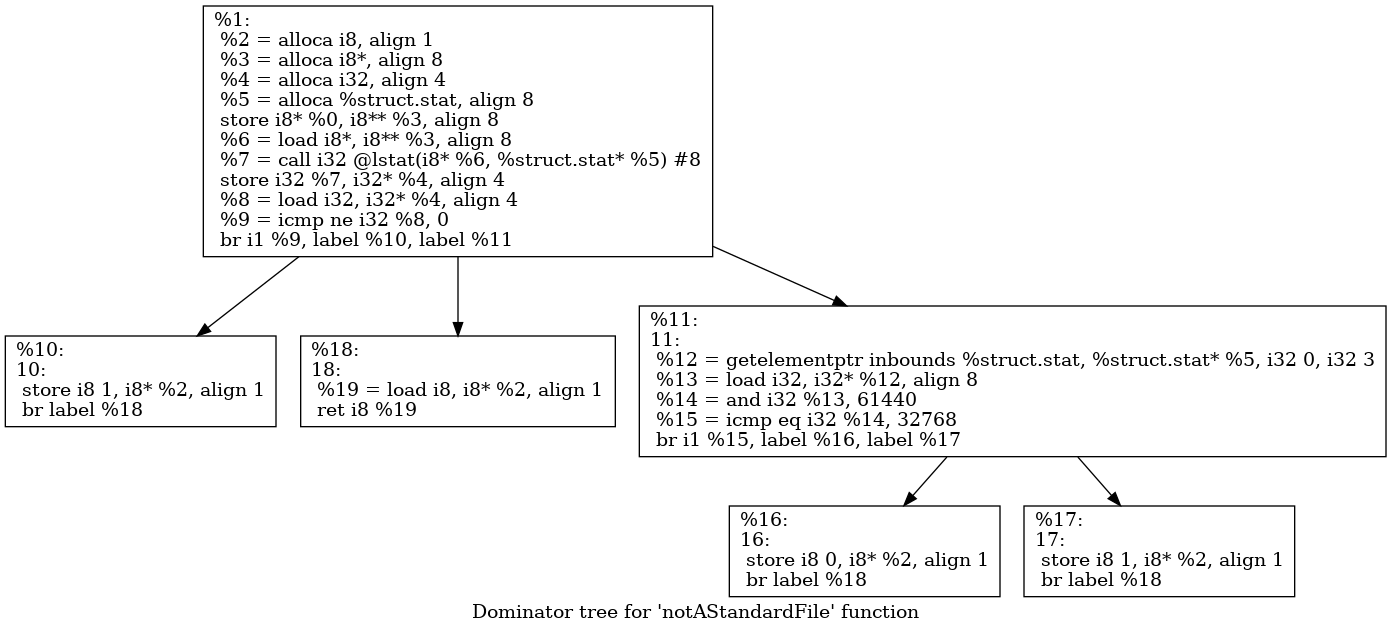 %1:
%2 = alloca i8, align 1
%3 = alloca i8*, align 8
%4 = alloca i32, align 4
%5 = alloca %struct.stat, align 8
store i8* %0, i8** %3, align 8
%6 = load i8*, i8** %3, align 8
%7 = call i32 @lstat(i8* %6, %struct.stat* %5) #8
store i32 %7, i32* %4, align 4
%8 = load i32, i32* %4, align 4
%9 = icmp ne i32 %8, 0
br i1 %9, label %10, label %11
%10:
10:
store i8 1, i8* %2, align 1
br label %18
%18:
18:
%19 = load i8, i8* %2, align 1
ret i8 %19
%11:
11:
%12 = getelementptr inbounds %struct.stat, %struct.stat* %5, i32 0, i32 3
%13 = load i32, i32* %12, align 8
%14 = and i32 %13, 61440
%15 = icmp eq i32 %14, 32768
br i1 %15, label %16, label %17
%16:
16:
store i8 0, i8* %2, align 1
br label %18
%17:
17:
store i8 1, i8* %2, align 1
br label %18
Dominator tree for 'notAStandardFile' function